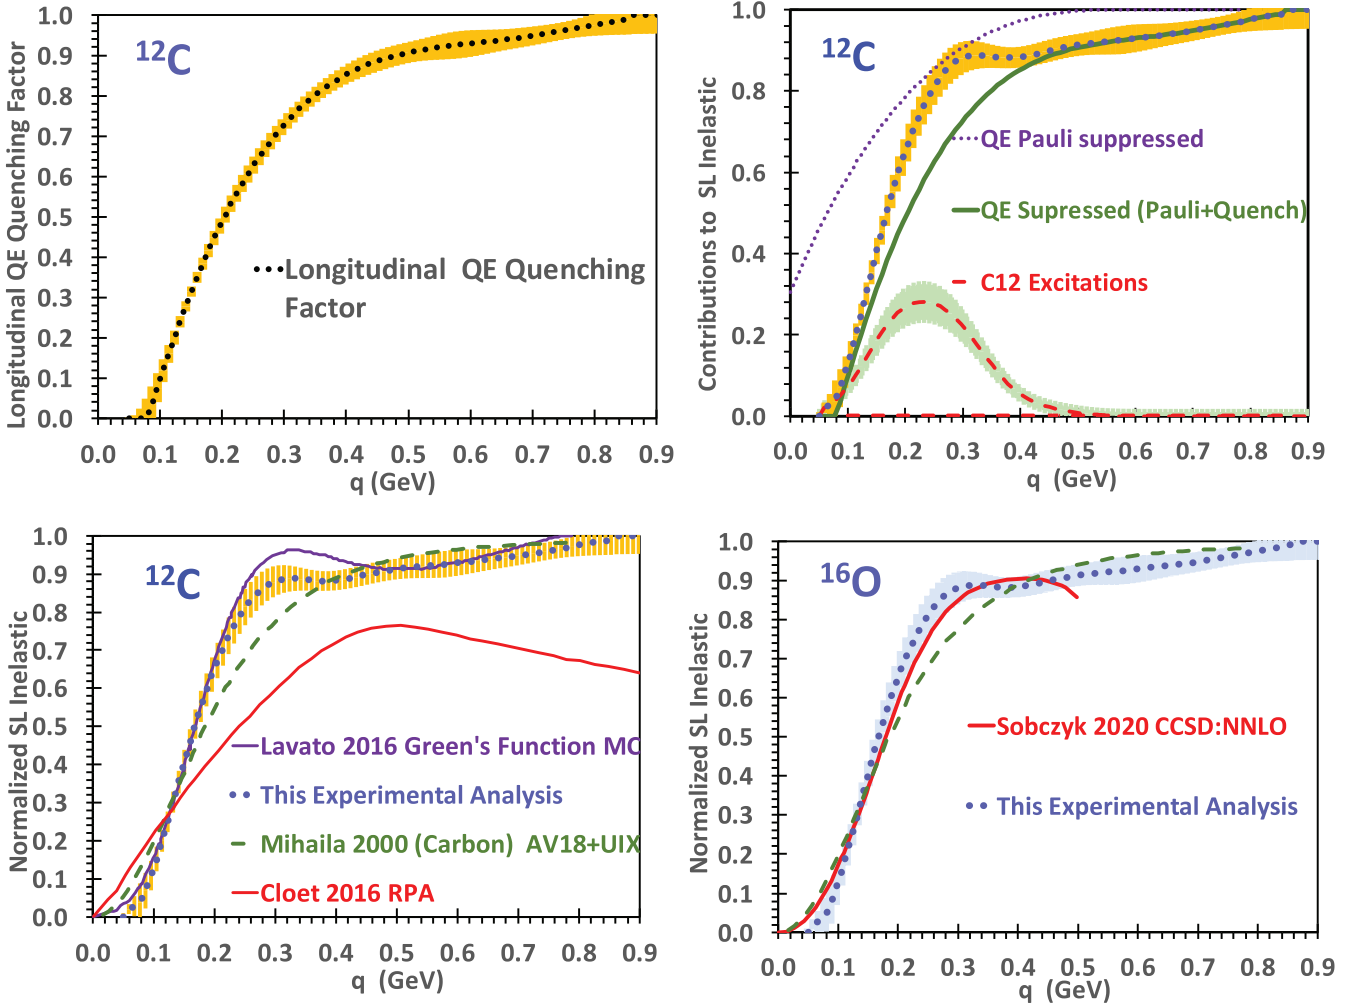 Longitudinal QE Quenching Factor
1.0
0.9
0.8
0.7
0.6
0.5
0.4
0.3
0.2
0.1
0.0
12C
Longitudinal QE Quenching
Factor
0.0 0.1 0.2 0.3 0.4 0.5 0.6 0.7 0.8 0.9
q (GeV)
Contributions to SL Inelastic
1.0
0.8
0.6
0.4
0.2
0.0
12C
QE Pauli suppressed
QE Supressed (Pauli+Quench)
C12 Excitations
0.0 0.1 0.2 0.3 0.4 0.5 0.6 0.7 0.8 0.9
q (GeV)
Normalized SL Inelastic
1.0
0.9
0.8
0.7
0.6
0.5
0.4
0.3
0.2
0.1
0.0
12C
Lavato 2016 Green's Function MC
This Experimental Analysis
Mihaila 2000 (Carbon) AV18+UIX
Cloet 2016 RPA
0.0 0.1 0.2 0.3 0.4 0.5 0.6 0.7 0.8 0.9
q (GeV)
Normalized SL Inelastic
1.0
0.9
0.8
0.7
0.6
0.5
0.4
0.3
0.2
0.1
0.0
16O
Sobczyk 2020 CCSD:NNLO
This Experimental Analysis
0.0 0.1 0.2 0.3 0.4 0.5 0.6 0.7 0.8 0.9
q (GeV)